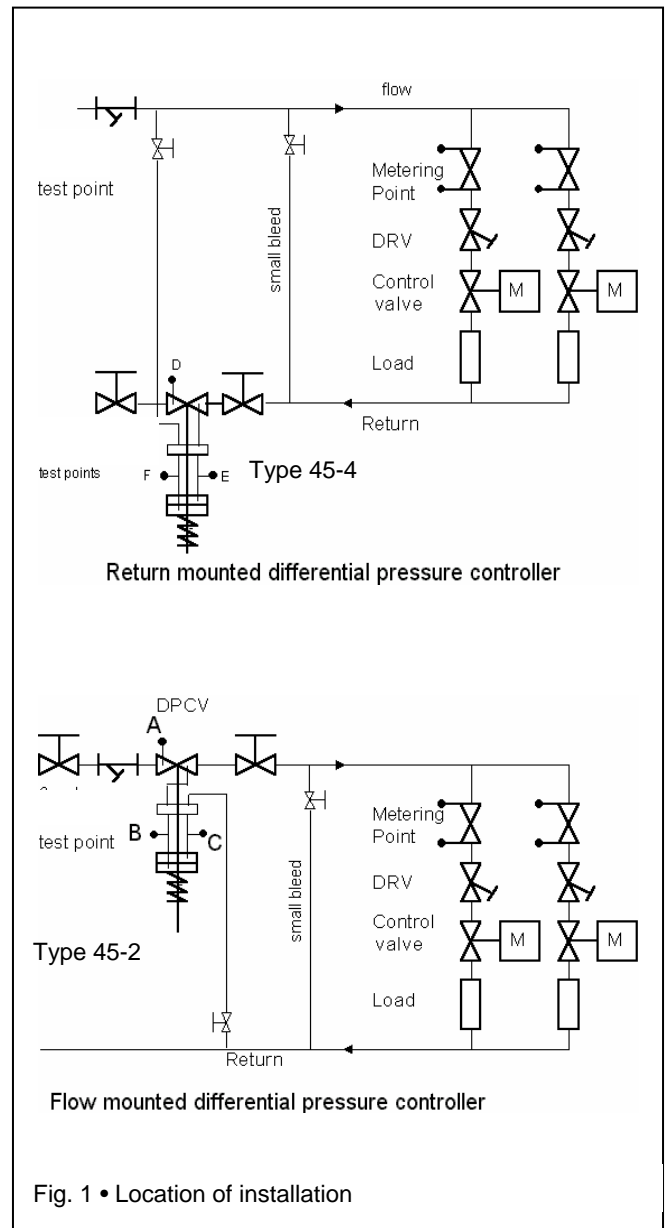 flow
test point
Metering
Point
small bleed
DRV
Control
valve
M
M
D
Load
Return
test points
F
E
Type 45-4
Return mounted differential pressure controller
DPCV
A
Metering
Point
small bleed
test point
B
C
DRV
Control
valve
M
M
Type 45-2
Load
Return
Flow mounted differential pressure controller
Fig. 1 • Location of installation